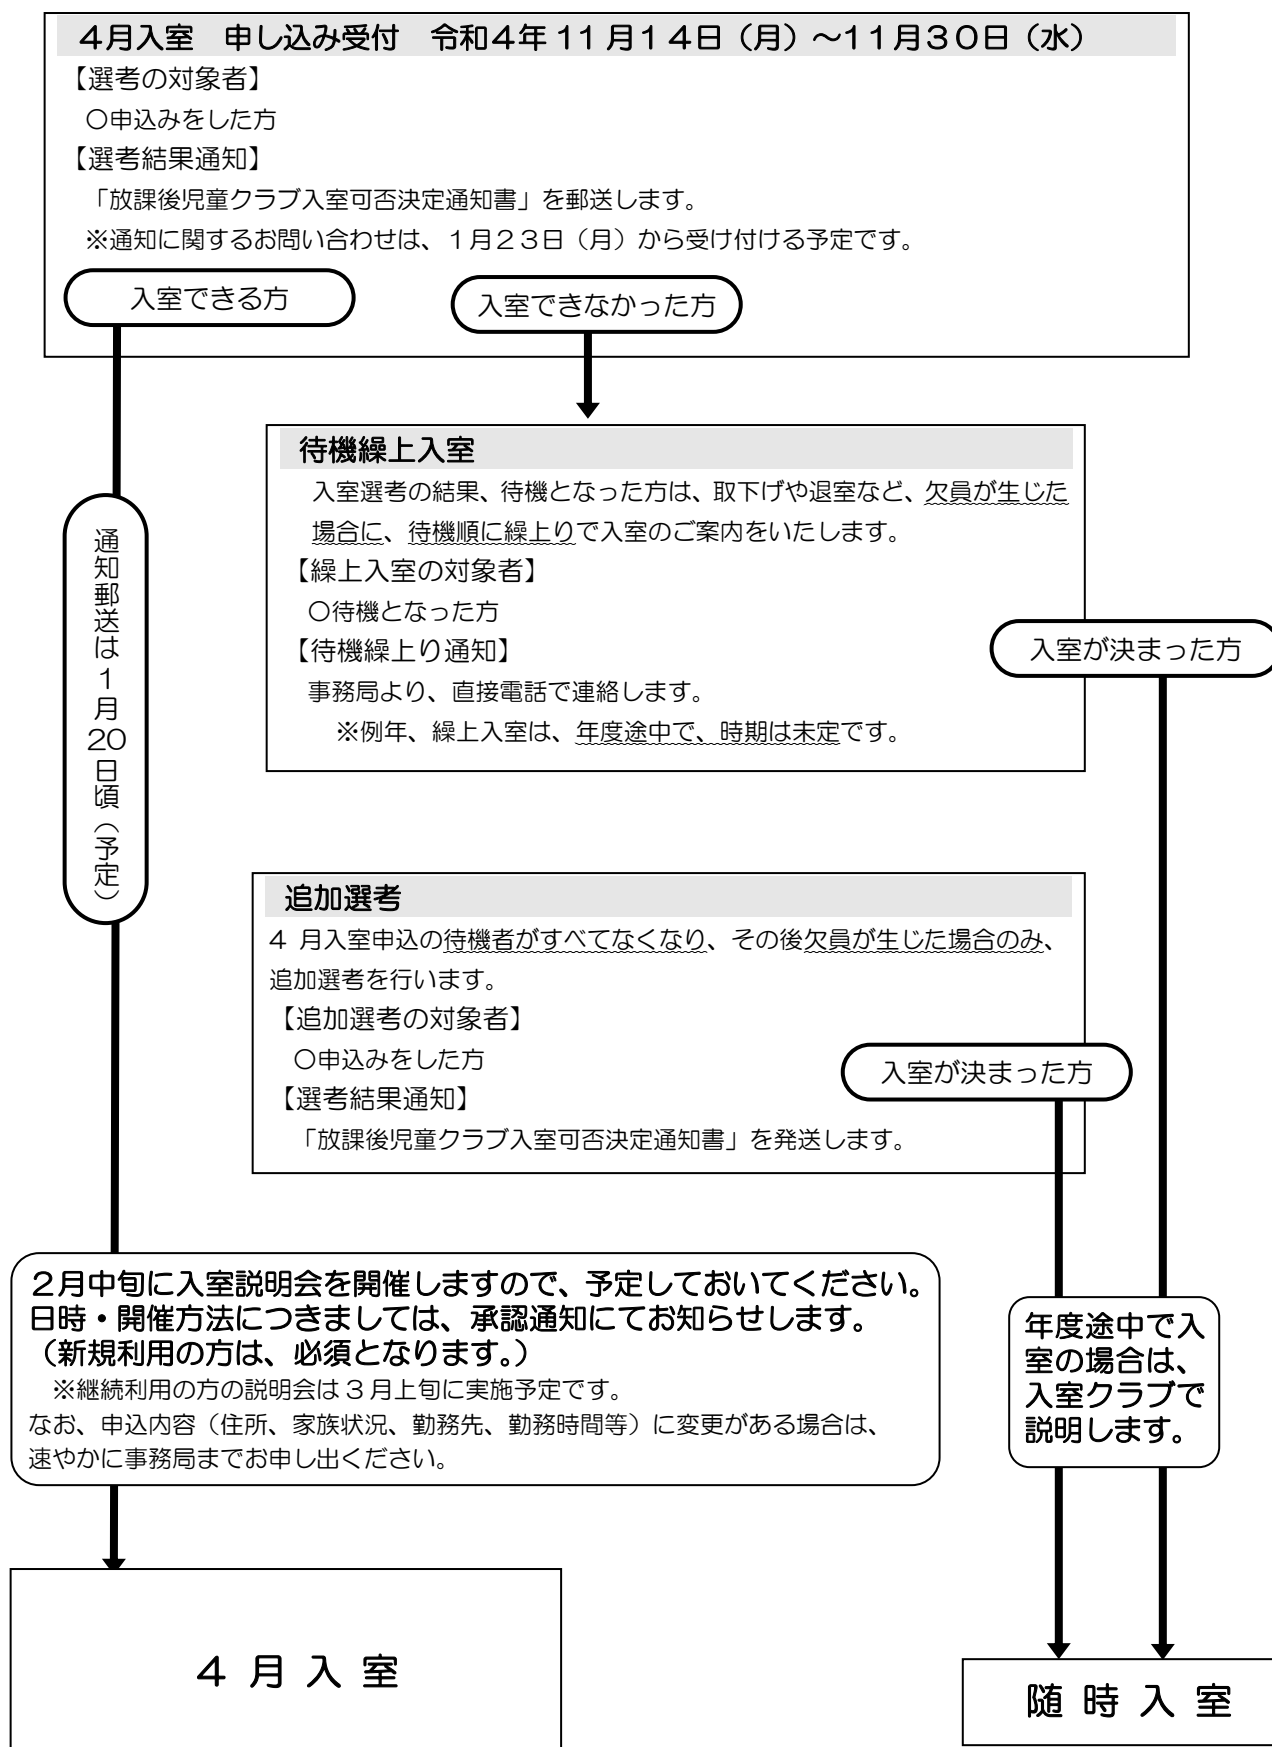 4月入室　申し込み受付　令和4年11月14日（月）～11月30日（水）
【選考の対象者】
〇申込みをした方
【選考結果通知】
「放課後児童クラブ入室可否決定通知書」を郵送します。
※通知に関するお問い合わせは、1月23日（月）から受け付ける予定です。
入室できる方
入室できなかった方
待機繰上入室
入室選考の結果、待機となった方は、取下げや退室など、欠員が生じた
場合に、待機順に繰上りで入室のご案内をいたします。
【繰上入室の対象者】
〇待機となった方
【待機繰上り通知】
事務局より、直接電話で連絡します。
※例年、繰上入室は、年度途中で、時期は未定です。
入室が決まった方
通知郵送は1月20日頃（予定）
追加選考
4 月入室申込の待機者がすべてなくなり、その後欠員が生じた場合のみ、
追加選考を行います。
【追加選考の対象者】
〇申込みをした方
【選考結果通知】
「放課後児童クラブ入室可否決定通知書」を発送します。
入室が決まった方
2月中旬に入室説明会を開催しますので、予定しておいてください。
日時・開催方法につきましては、承認通知にてお知らせします。
（新規利用の方は、必須となります。）
※継続利用の方の説明会は3月上旬に実施予定です。
なお、申込内容（住所、家族状況、勤務先、勤務時間等）に変更がある場合は、
速やかに事務局までお申し出ください。
年度途中で入
室の場合は、
入室クラブで
説明します。
4 月 入 室
随 時 入 室